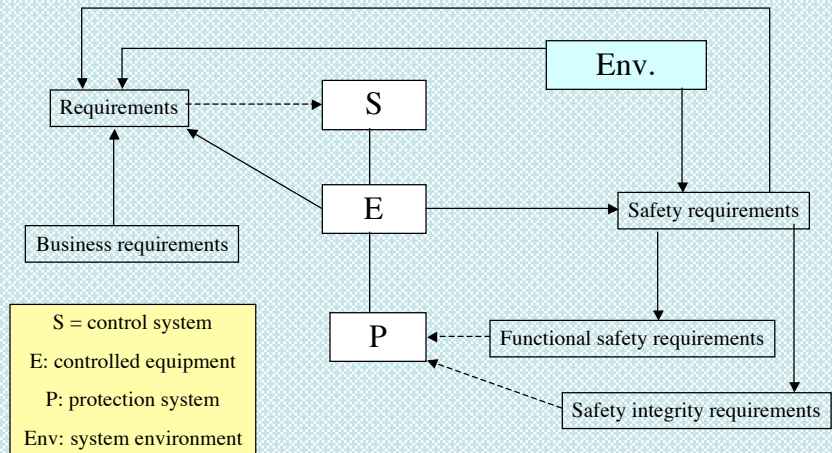 Env.
Requirements
S
E
Safety requirements
Business requirements
S = control system
E: controlled equipment
P: protection system
Env: system environment
P
Functional safety requirements
Safety integrity requirements